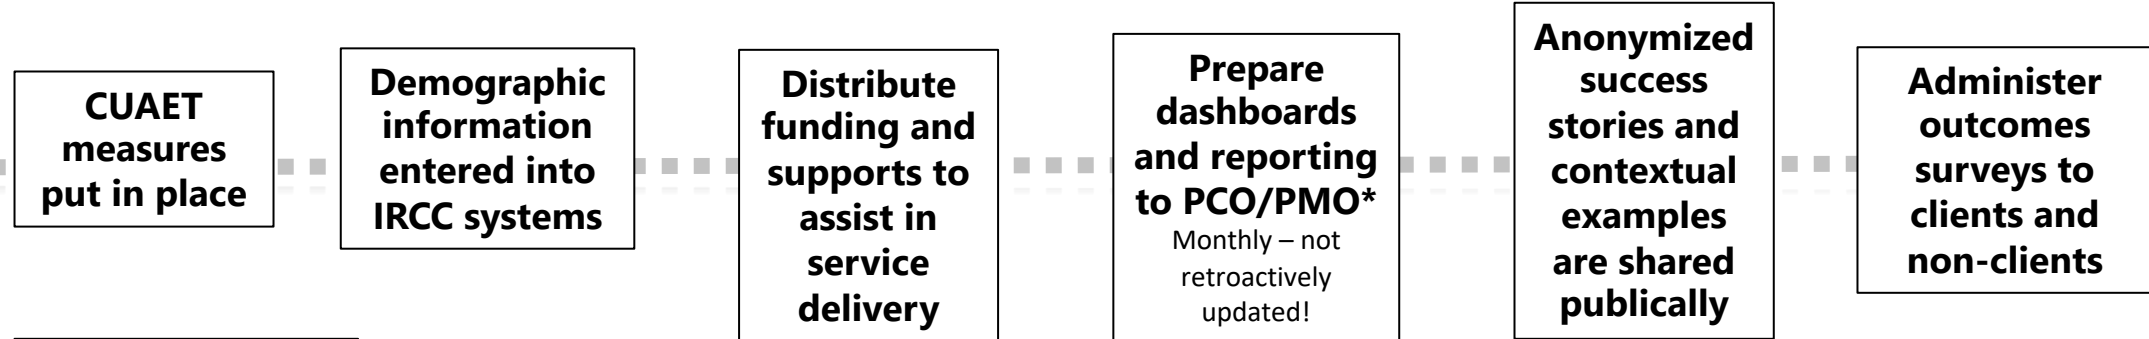 CUAET
measures
put in place
Demographic
information
entered into
IRCC systems
Distribute
funding and
supports to
assist in
service
delivery
Prepare
dashboards
and reporting
to PCO/PMO*
Monthly – not
retroactively
updated!
Anonymized
success
stories and
contextual
examples
are shared
publically
Administer
outcomes
surveys to
clients and
non-clients